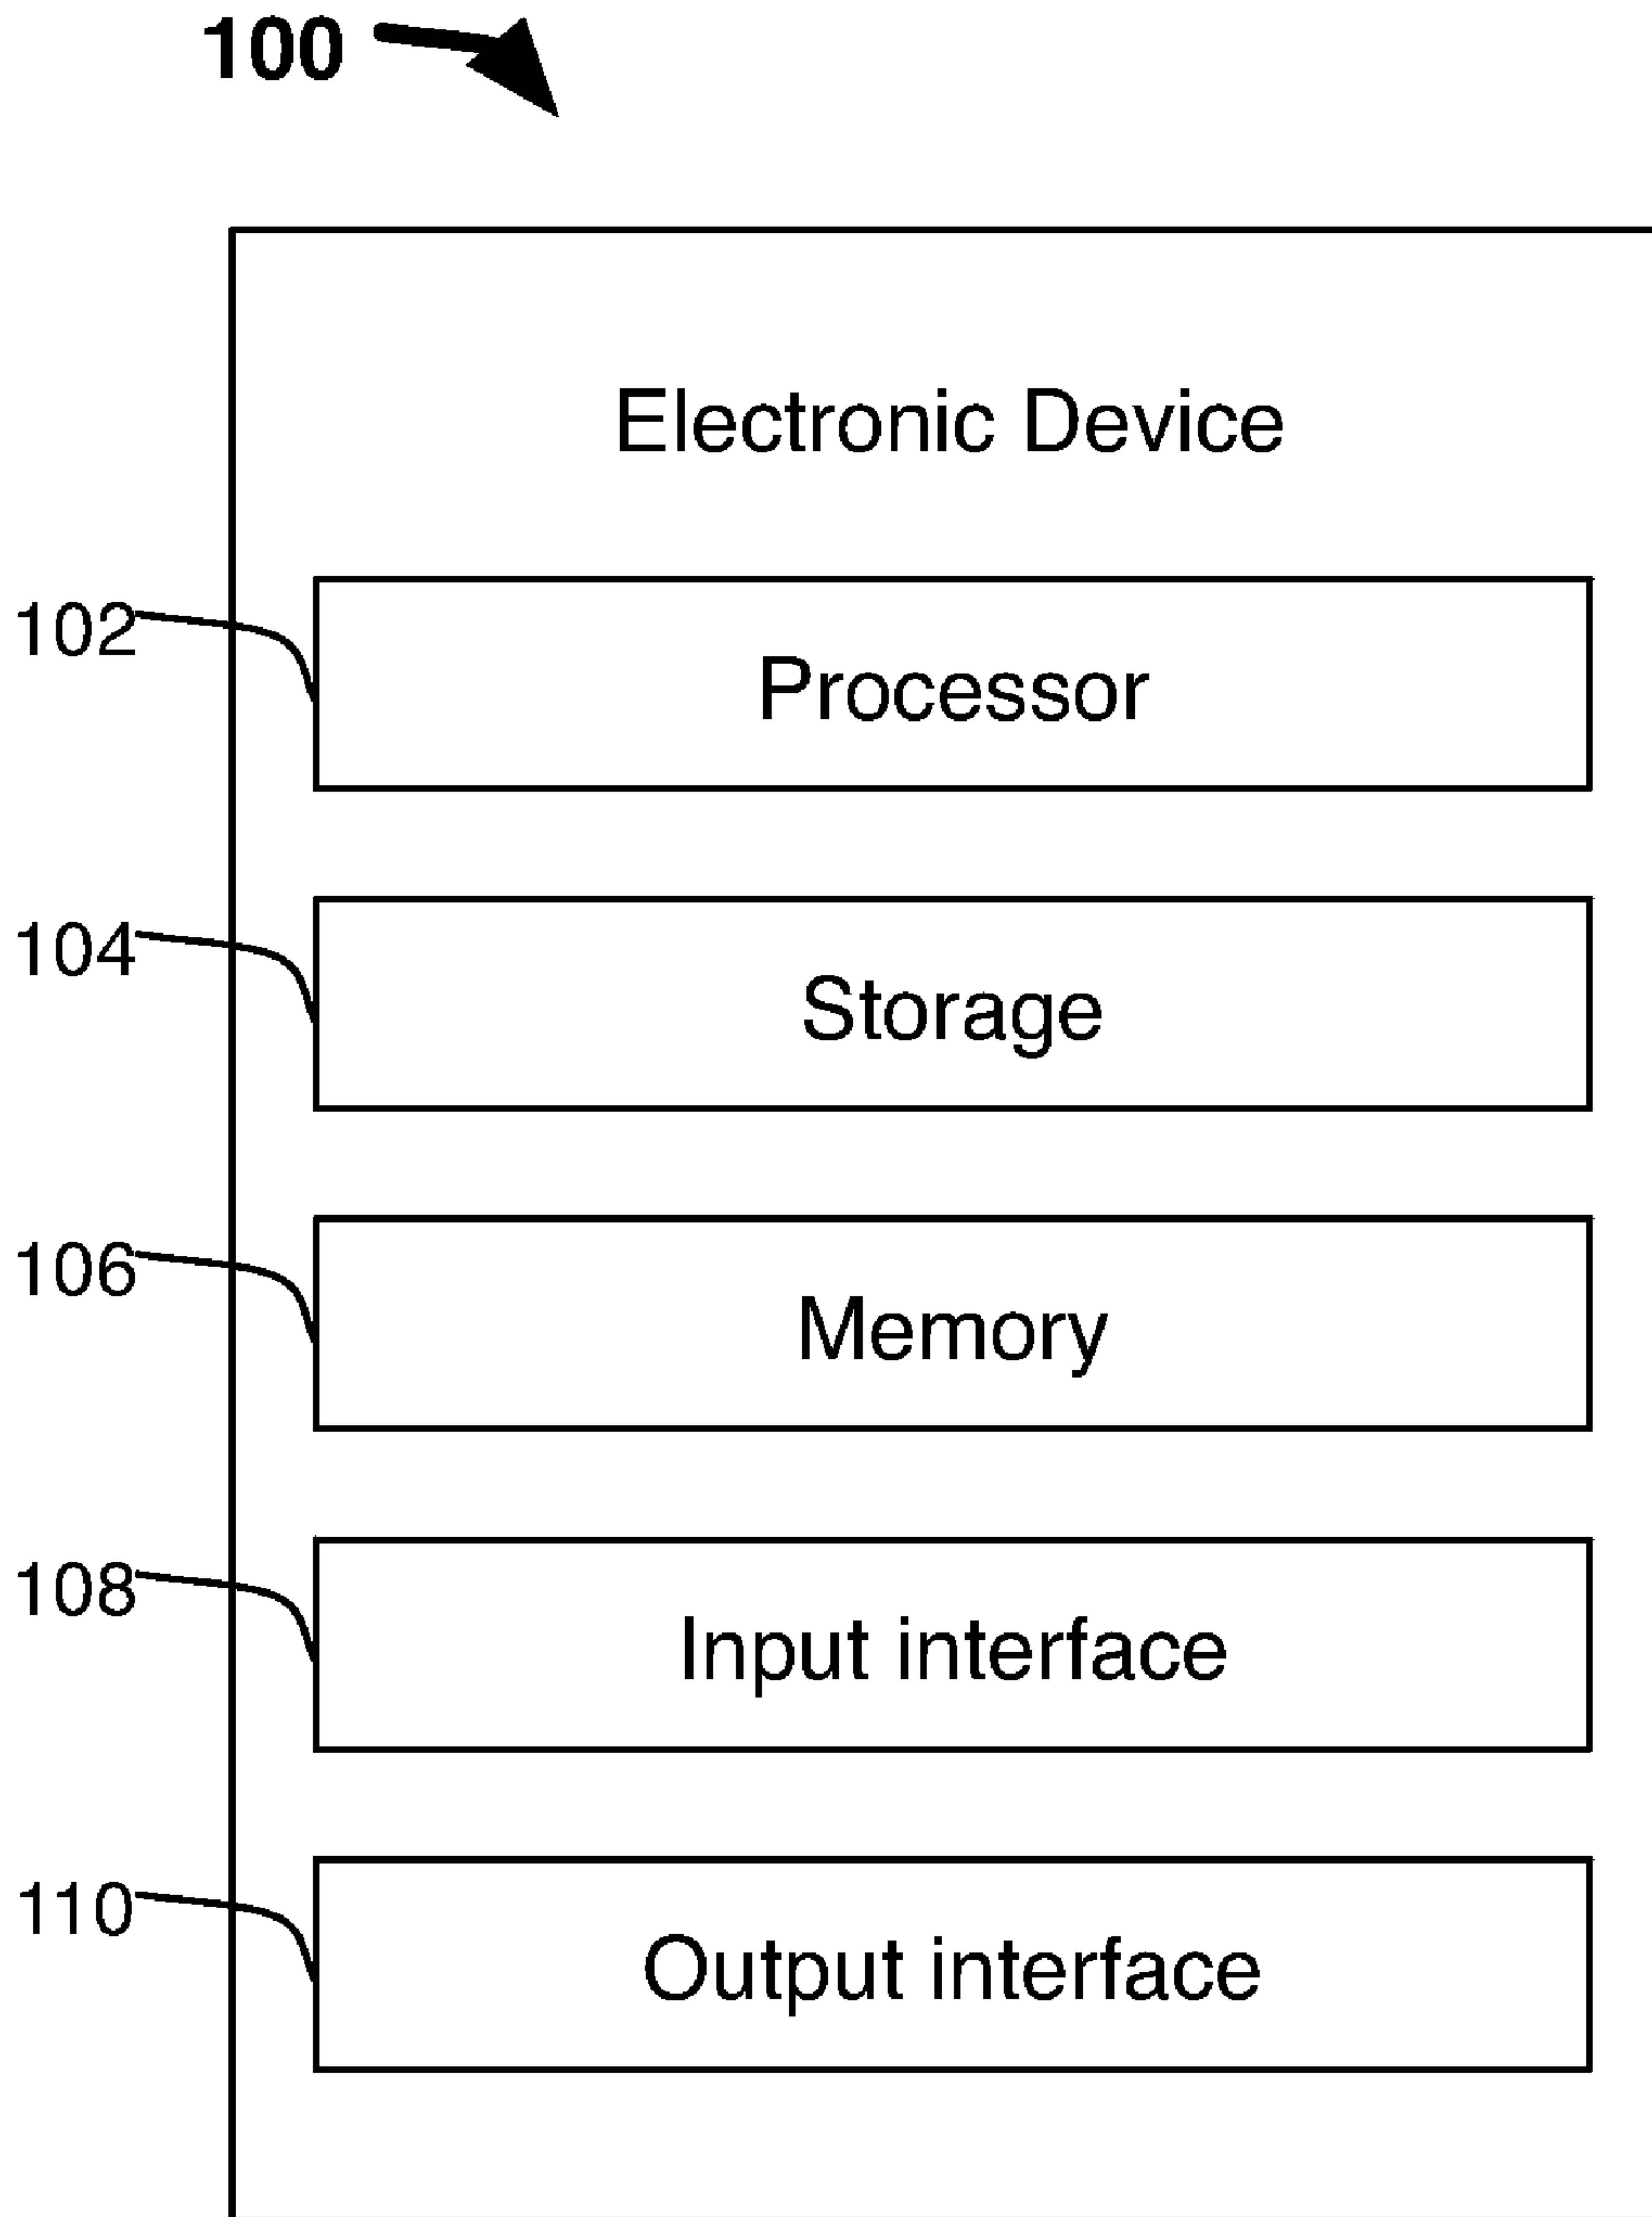 100
Electronic Device
102
Processor
104
Storage
106
Memory
108
Input interface
110
Output interface